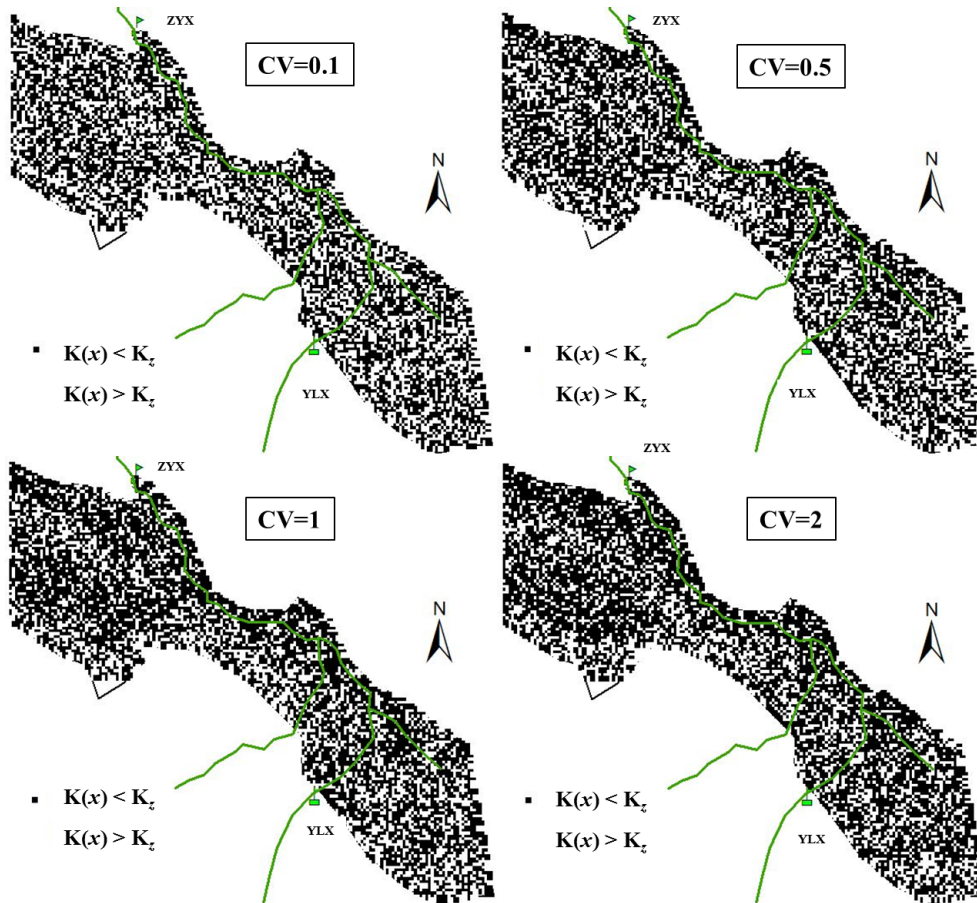 ZYX
CV=0.1
N
K(x) < Kz
K(x) > Kz
YLX
ZYX
CV=0.5
N
K(x) < Kz
K(x) > Kz
YLX
ZYX
CV=1
N
K(x) < Kz
K(x) > Kz
YLX
ZYX
CV=2
N
K(x) < Kz
K(x) > Kz
YLX